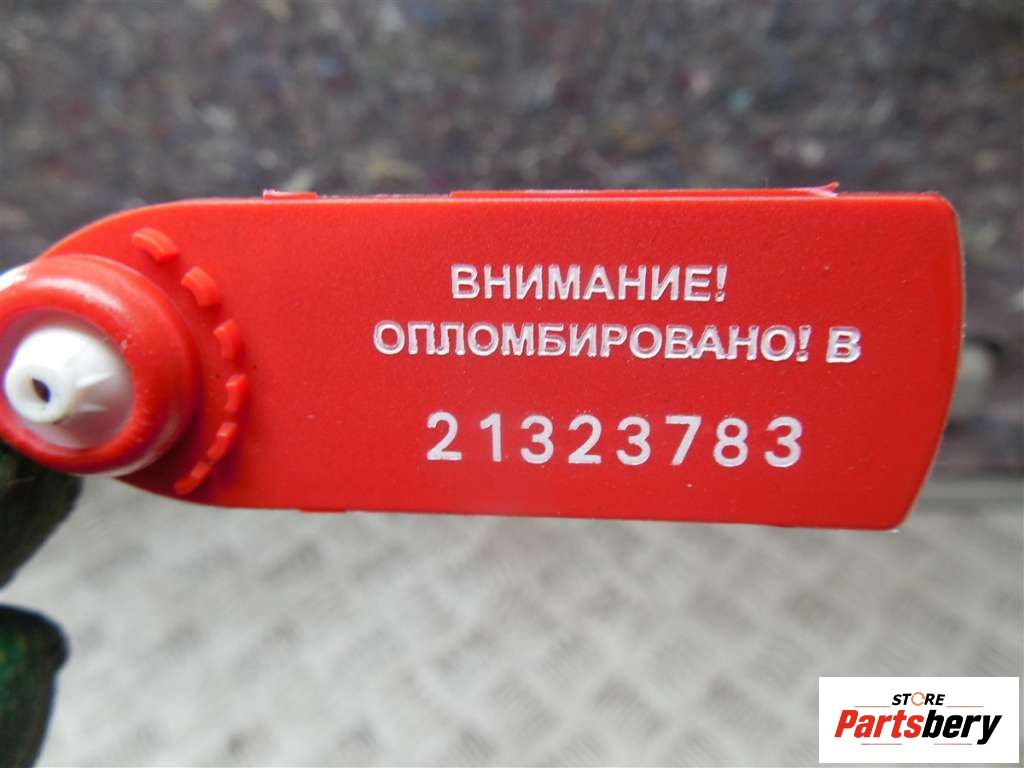 ВНИМАНИЕ!
ОПЛОМБИРОВАНО! В
21323783
STORE
Partsbery